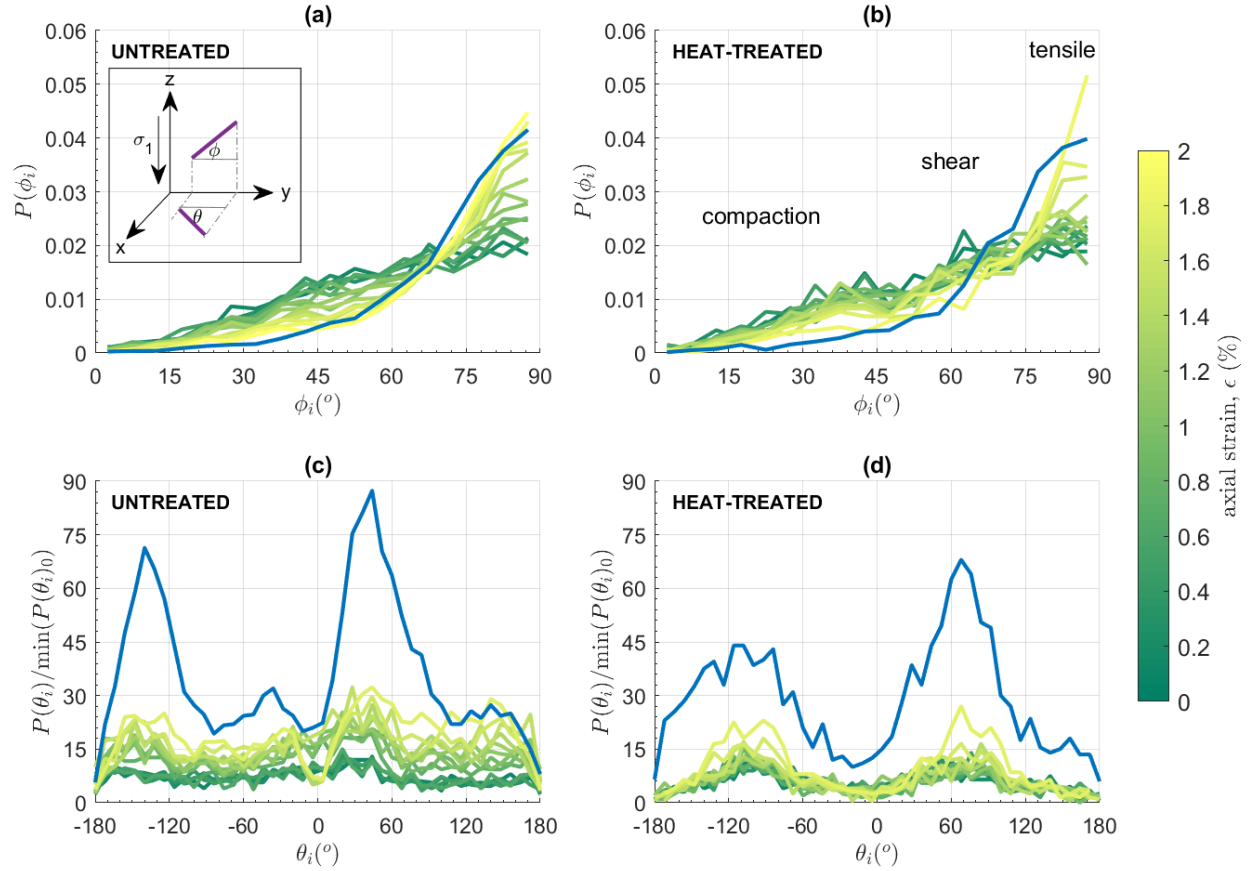 (a)
UNTREATED
0.06
0.05
0.04
0.03
0.02
0.01
0
P(ϕi)
z
σ1
ϕ
y
θ
x
0 15 30 45 60 75 90
ϕi(o)
(b)
HEAT-TREATED
tensile
shear
compaction
0.06
0.05
0.04
0.03
0.02
0.01
0
P(ϕi)
0 15 30 45 60 75 90
ϕi(o)
(c)
UNTREATED
90
75
60
45
30
15
0
P(θi)/min(P(θi)0)
-180 -120 -60 0 60 120 180
θi(o)
(d)
HEAT-TREATED
90
75
60
45
30
15
0
P(θi)/min(P(θi)0)
-180 -120 -60 0 60 120 180
θi(o)
2
1.8
1.6
1.4
1.2
1
0.8
0.6
0.4
0.2
0
axial strain, ϵ (%)